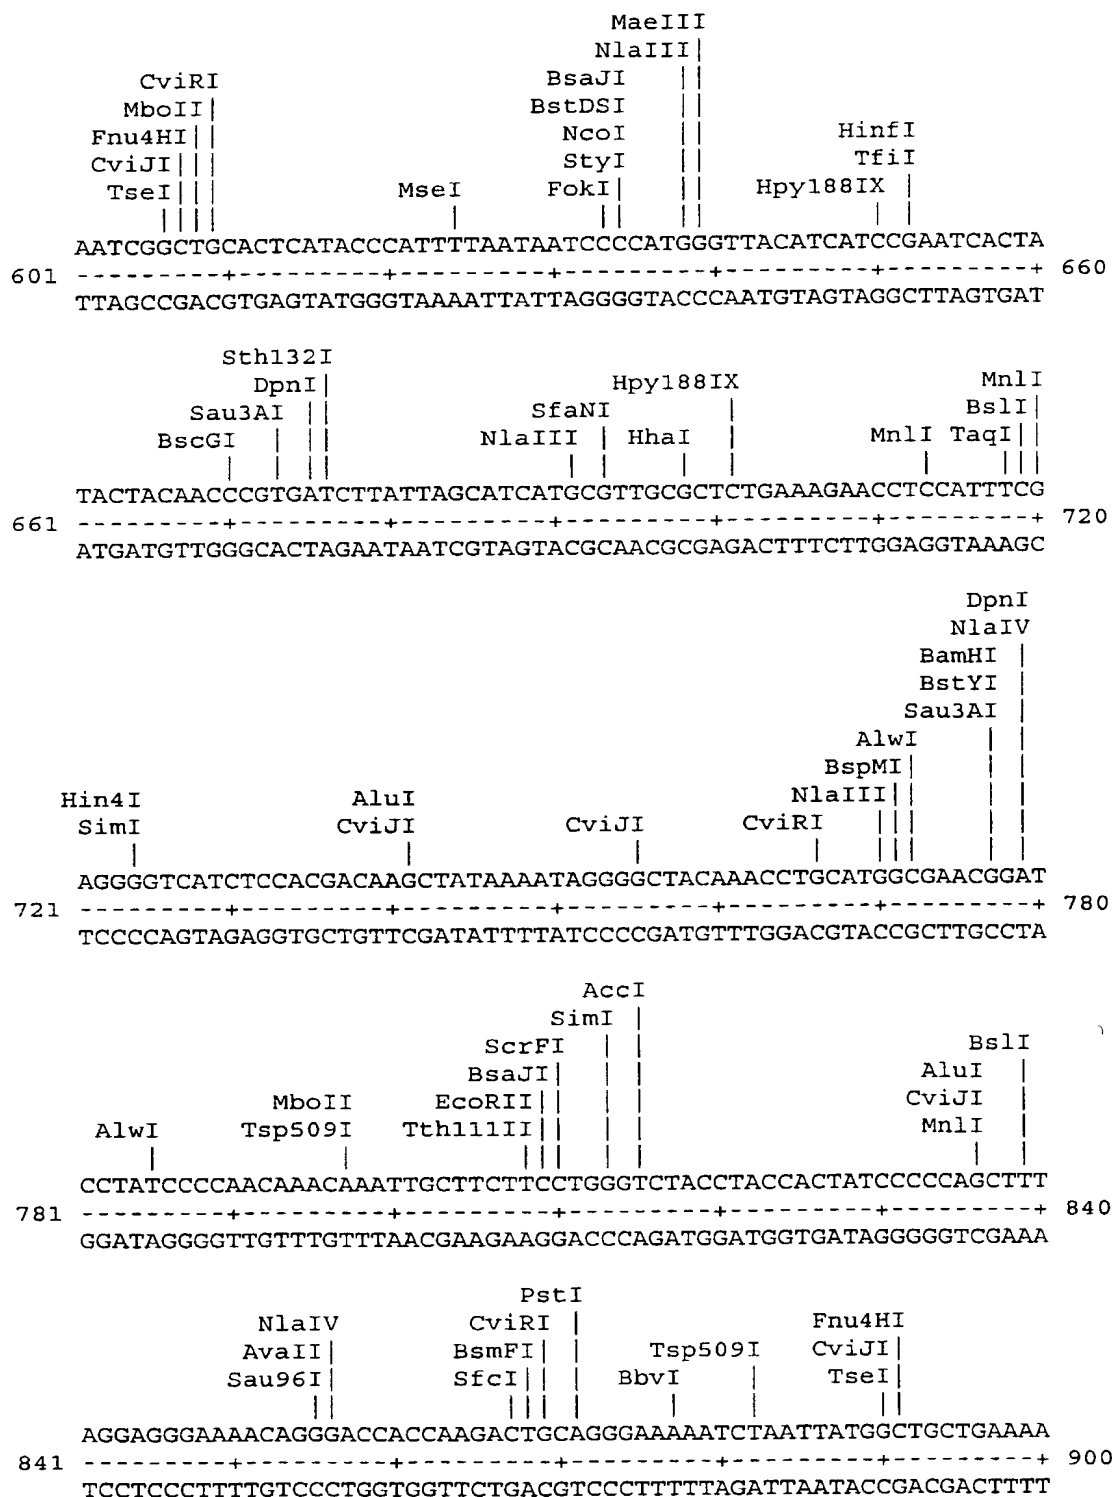 MaeIII|
NlaIII||
CviRI BsaJI ||
MboII| BstDSI ||
Fnu4HI|| NcoI || HinfI
CviJI||| StyI || TfiI
TseI|||| MseI FokI| || Hpy188IX |
AATCGGCTGCACTCATACCCATTTTAATAATCCCCATGGGTTACATCATCCGAATCACTA
601 ---------+---------+---------+---------+---------+---------+ 660
TTAGCCGACGTGAGTATGGGTAAAATTATTAGGGGTACCCAATGTAGTAGGCTTAGTGAT
Sth132I
DpnI| Hpy188IX MnlI
Sau3AI || SfaNI | BslI|
BscGI | || NlaIII | HhaI | MnlI TaqI||
TACTACAACCCGTGATCTTATTAGCATCATGCGTTGCGCTCTGAAAGAACCTCCATTTCG
661 ---------+---------+---------+---------+---------+---------+ 720
ATGATGTTGGGCACTAGAATAATCGTAGTACGCAACGCGAGACTTTCTTGGAGGTAAAGC
DpnI
NlaIV
BamHI |
BstYI |
Sau3AI |
AlwI | |
BspMI| | |
Hin4I AluI NlaIII|| | |
SimI CviJI CviJI CviRI ||| | |
AGGGGTCATCTCCACGACAAGCTATAAAATAGGGGCTACAAACCTGCATGGCGAACGGAT
721 ---------+---------+---------+---------+---------+---------+ 780
TCCCCAGTAGAGGTGCTGTTCGATATTTTATCCCCGATGTTTGGACGTACCGCTTGCCTA
AccI
SimI |
ScrFI | | BslI
BsaJI| | | AluI |
MboII EcoRII|| | | CviJI |
AlwI Tsp509I Tth111II|| | | MnlI |
CCTATCCCCAACAAACAAATTGCTTCTTCCTGGGTCTACCTACCACTATCCCCCAGCTTT
781 ---------+---------+---------+---------+---------+---------+ 840
GGATAGGGGTTGTTTGTTTAACGAAGAAGGACCCAGATGGATGGTGATAGGGGGTCGAAA
PstI
NlaIV CviRI | Fnu4HI
AvaII| BsmFI| | Tsp509I CviJI|
Sau96I| SfcI|| | BbvI | TseI|
AGGAGGGAAAACAGGGACCACCAAGACTGCAGGGAAAAATCTAATTATGGCTGCTGAAAA
841 ---------+---------+---------+---------+---------+---------+ 900
TCCTCCCTTTTGTCCCTGGTGGTTCTGACGTCCCTTTTTAGATTAATACCGACGACTTTT